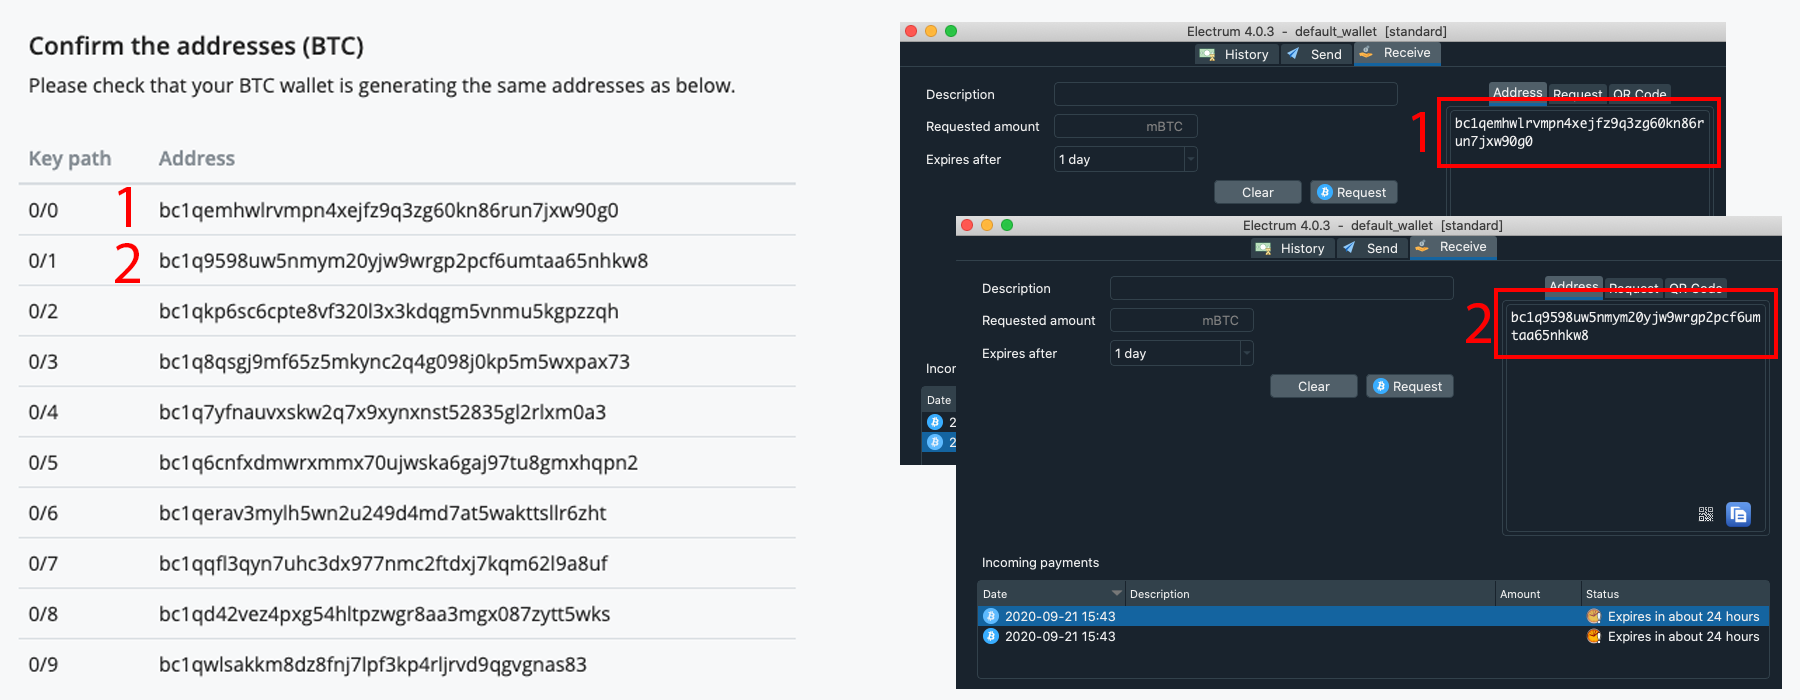 Confirm the addresses (BTC)
Please check that your BTC wallet is generating the same addresses as below.
Key path Address
0/0 1 bc1qemhwlrvmpn4xejfz9q3zg60kn86run7jxw90g0
0/1 2 bc1q9598uw5nmym20yjw9wrgp2pcf6umtaa65nhkw8
0/2 bc1qkp6sc6cpte8vf320l3x3kdqgm5vnmu5kgpzzqh
0/3 bc1q8qsgj9mf65z5mkync2q4g098j0kp5m5wxpax73
0/4 bc1q7yfnauvxskw2q7x9xynxnst52835gl2rlxm0a3
0/5 bc1q6cnfxdmwrxmmx70ujwska6gaj97tu8gmxhqpn2
0/6 bc1qerav3mylh5wn2u249d4md7at5wakttsllr6zht
0/7 bc1qqfl3qyn7uhc3dx977nmc2ftdxj7kqm62l9a8uf
0/8 bc1qd42vez4pxg54hltpzwgr8aa3mgx087zytt5wks
0/9 bc1qwlsakkm8dz8fnj7lpf3kp4rljrvd9qgvgnas83
Electrum 4.0.3 - default_wallet [standard]
History Send Receive
Description
Requested amount mBTC
Expires after 1 day
Clear Request
Address Request QR Code
1
bc1qemhwlrvmpn4xejfz9q3zg60kn86r
un7jxw90g0
Date
2
2
Electrum 4.0.3 - default_wallet [standard]
History Send Receive
Description
Requested amount mBTC
Expires after 1 day
Clear Request
Address Request QR Code
2
bc1q9598uw5nmym20yjw9wrgp2pcf6um
taa65nhkw8
Incoming payments
Date Description Amount Status
2020-09-21 15:43 Expires in about 24 hours
2020-09-21 15:43 Expires in about 24 hours